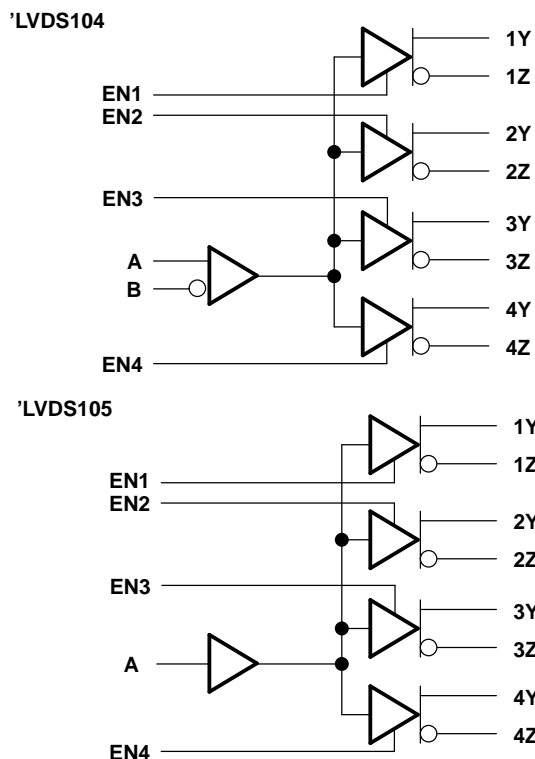 'LVDS104
1Y
1Z
EN1
EN2
2Y
2Z
EN3
3Y
A
3Z
B
4Y
4Z
EN4
'LVDS105
1Y
1Z
EN1
EN2
2Y
2Z
EN3
3Y
3Z
A
4Y
4Z
EN4